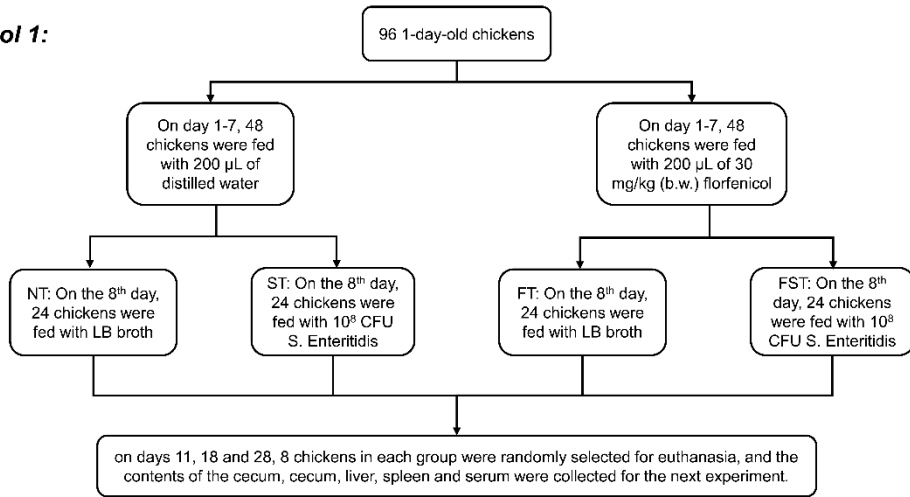 ol 1:
96 1-day-old chickens
On day 1-7, 48
chickens were fed
with 200 µL of
distilled water
On day 1-7, 48
chickens were fed
with 200 µL of 30
mg/kg (b.w.) florfenicol
NT: On the 8th day,
24 chickens were
fed with LB broth
ST: On the 8th day,
24 chickens were
fed with 10⁸ CFU
S. Enteritidis
FT: On the 8th day,
24 chickens were
fed with LB broth
FST: On the 8th
day, 24 chickens
were fed with 10⁸
CFU S. Enteritidis
on days 11, 18 and 28, 8 chickens in each group were randomly selected for euthanasia, and the
contents of the cecum, cecum, liver, spleen and serum were collected for the next experiment.